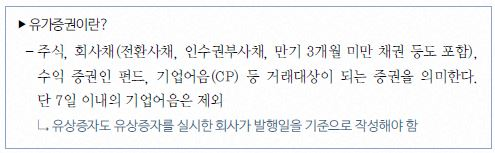 ▶유가증권이란?
− 주식, 회사채(전환사채, 인수권부사채, 만기 3개월 미만 채권 등도 포함),
수익 증권인 펀드, 기업어음(CP) 등 거래대상이 되는 증권을 의미한다.
단 7일 이내의 기업어음은 제외
↳ 유상증자도 유상증자를 실시한 회사가 발행일을 기준으로 작성해야 함